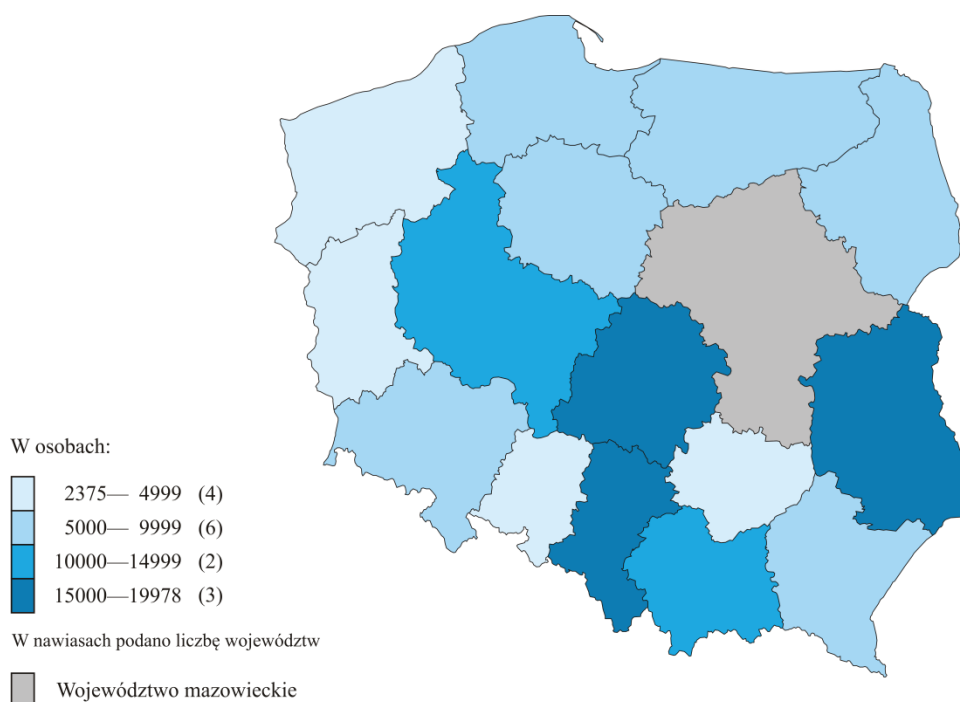 W osobach:
2375— 4999 (4)
5000— 9999 (6)
10000—14999 (2)
15000—19978 (3)
W nawiasach podano liczbę województw
Województwo mazowieckie